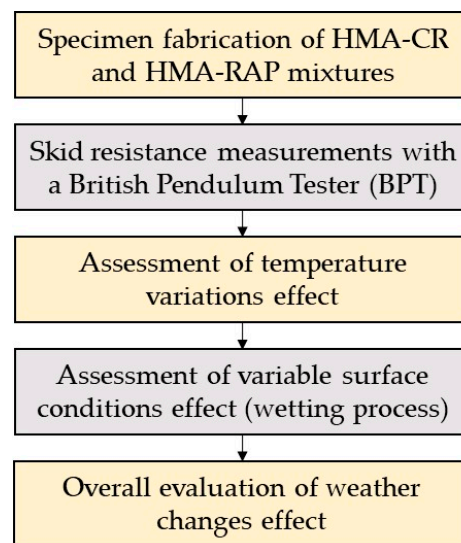 Specimen fabrication of HMA-CR
and HMA-RAP mixtures
Skid resistance measurements with
a British Pendulum Tester (BPT)
Assessment of temperature
variations effect
Assessment of variable surface
conditions effect (wetting process)
Overall evaluation of weather
changes effect